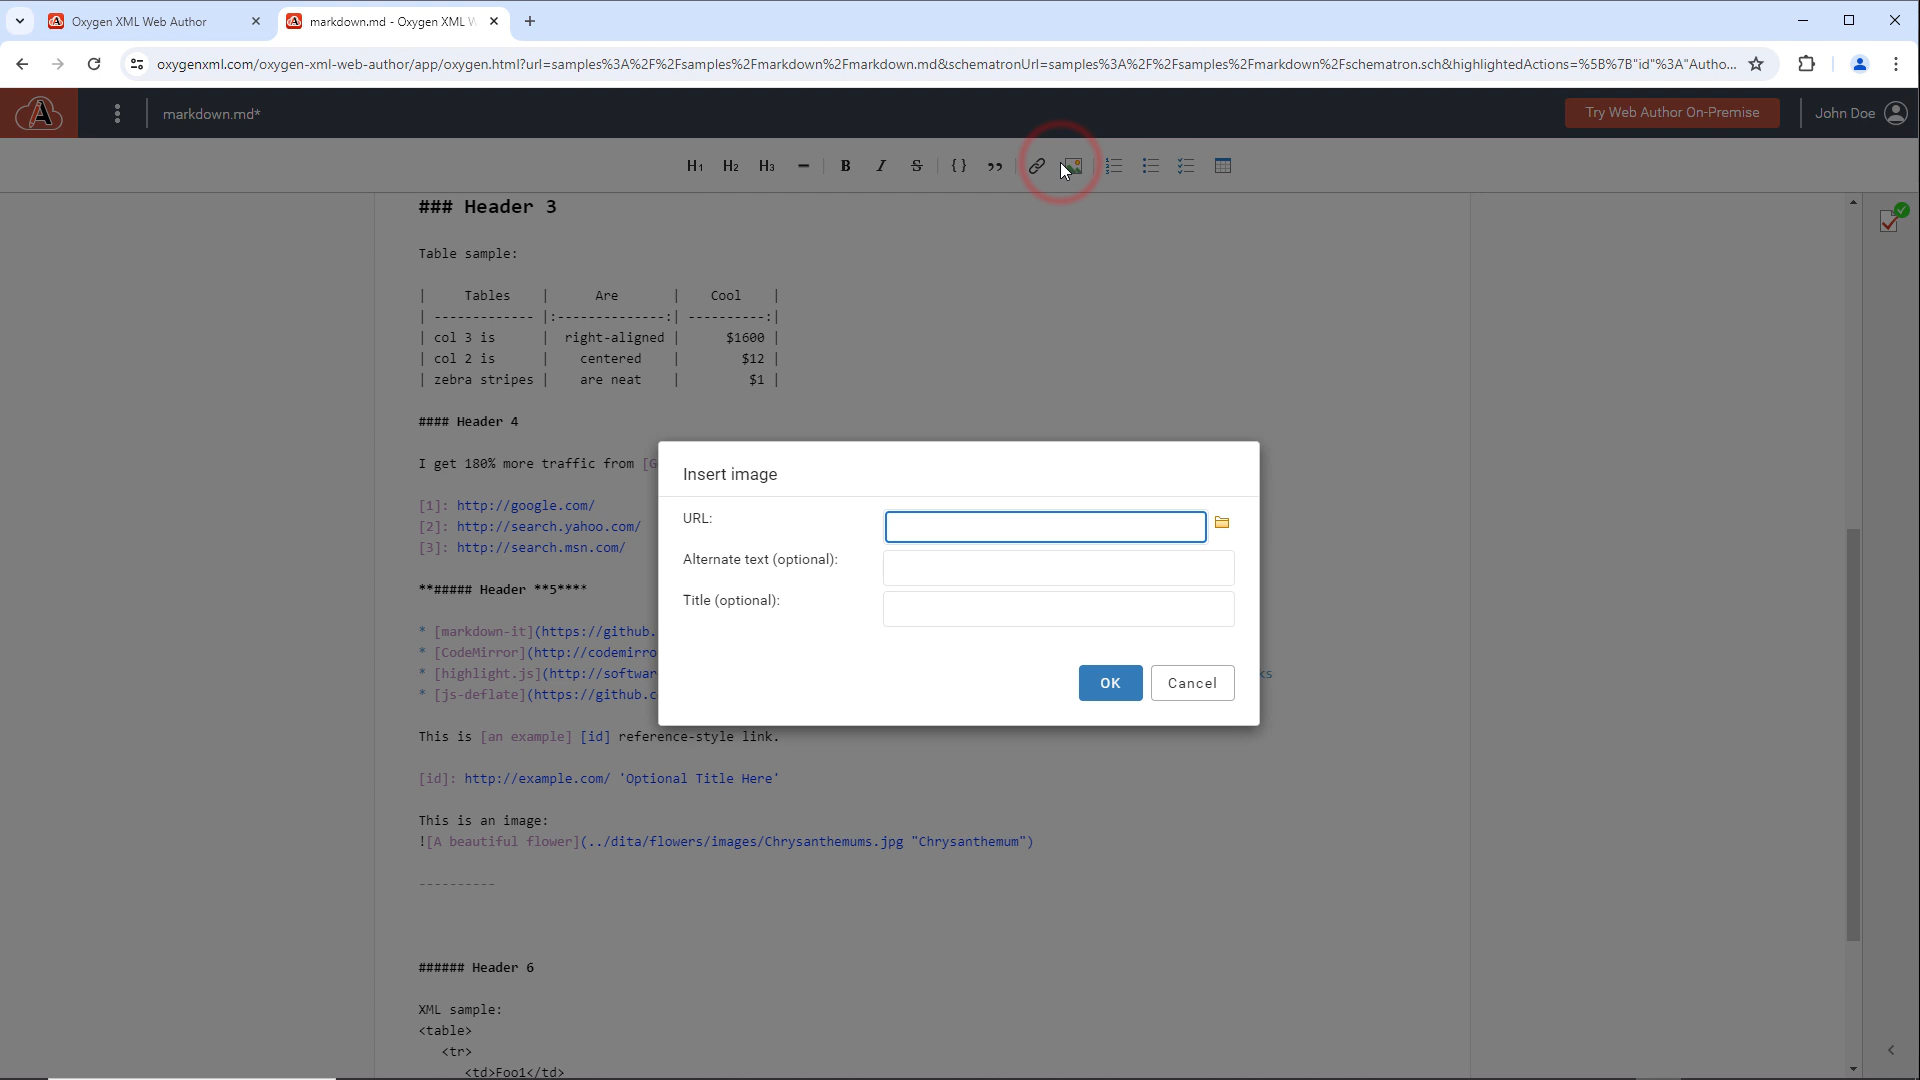 Oxygen XML Web Author
markdown.md - Oxygen XML W
oxygenxml.com/oxygen-xml-web-author/app/oxygen.html?url=samples%3A%2F%2Fsamples%2Fmarkdown%2Fmarkdown.md&schematronUrl=samples%3A%2F%2Fsamples%2Fmarkdown%2Fschematron.sch&highlightedActions=%5B%7B"id"%3A"Autho...
markdown.md*
Try Web Author On-Premise
John Doe
H1 H2 H3 B I S { } ,,
### Header 3
Table sample:
| Tables | Are | Cool |
| ------------- |:--------------:| ----------:|
| col 3 is | right-aligned | $1600 |
| col 2 is | centered | $12 |
| zebra stripes | are neat | $1 |
#### Header 4
I get 180% more traffic from [G
[1]: http://google.com/
[2]: http://search.yahoo.com/
[3]: http://search.msn.com/
**##### Header **5****
* [markdown-it](https://github.
* [CodeMirror](http://codemirro
* [highlight.js](http://softwar ks
* [js-deflate](https://github.c
Insert image
URL:
Alternate text (optional):
Title (optional):
OK
Cancel
This is [an example] [id] reference-style link.
[id]: http://example.com/ 'Optional Title Here'
This is an image:
![A beautiful flower](../dita/flowers/images/Chrysanthemums.jpg "Chrysanthemum")
----------
###### Header 6
XML sample:
<table>
<tr>
<td>Foo1</td>